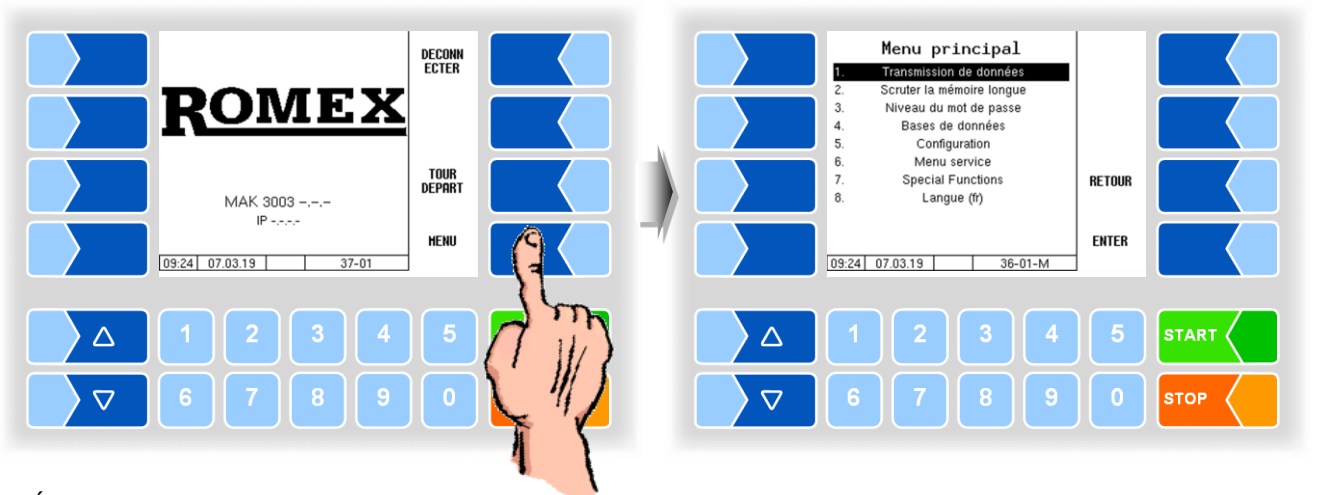 ROMEX
MAK 3003 –.–.–
IP -.-.-.-
09:24 07.03.19 37-01
DECONN
ECTER
TOUR
DEPART
MENU
1 2 3 4 5
6 7 8 9 0
Menu principal
1. Transmission de données
2. Scruter la mémoire longue
3. Niveau du mot de passe
4. Bases de données
5. Configuration
6. Menu service
7. Special Functions
8. Langue (fr)
09:24 07.03.19 36-01-M
RETOUR
ENTER
1 2 3 4 5 START
6 7 8 9 0 STOP